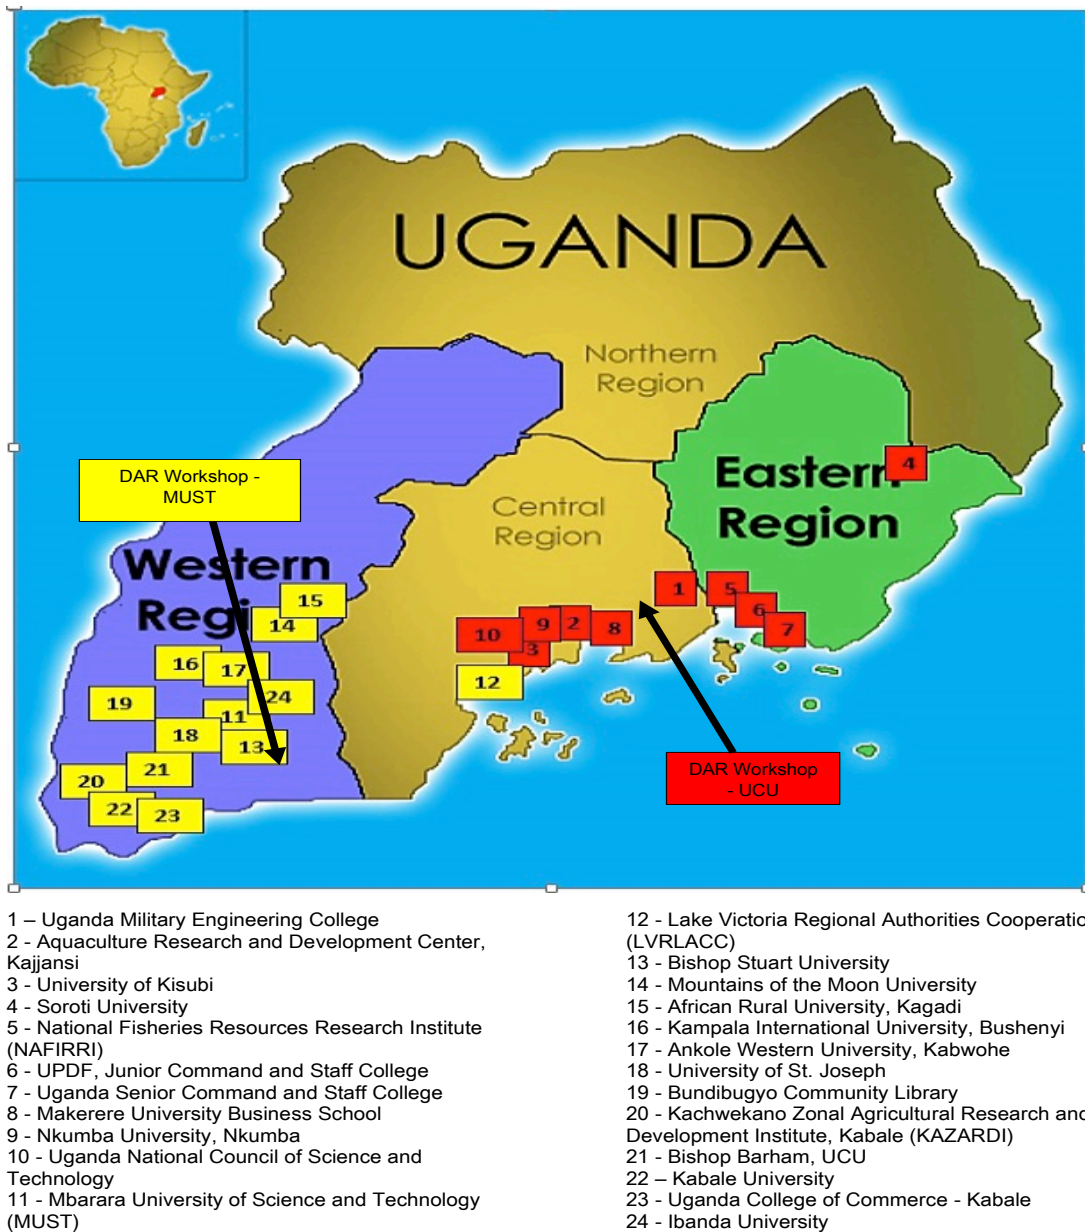 UGANDA
Northern
Region
Eastern
Region
4
DAR Workshop -
MUST
Central
Region
Western
Regi
15
14
1
5
6
7
9
2
8
10
3
16
17
12
19
24
11
18
13
21
20
22
23
DAR Workshop
- UCU
1 – Uganda Military Engineering College
2 - Aquaculture Research and Development Center,
Kajjansi
3 - University of Kisubi
4 - Soroti University
5 - National Fisheries Resources Research Institute
(NAFIRRI)
6 - UPDF, Junior Command and Staff College
7 - Uganda Senior Command and Staff College
8 - Makerere University Business School
9 - Nkumba University, Nkumba
10 - Uganda National Council of Science and
Technology
11 - Mbarara University of Science and Technology
(MUST)
12 - Lake Victoria Regional Authorities Cooperatio
(LVRLACC)
13 - Bishop Stuart University
14 - Mountains of the Moon University
15 - African Rural University, Kagadi
16 - Kampala International University, Bushenyi
17 - Ankole Western University, Kabwohe
18 - University of St. Joseph
19 - Bundibugyo Community Library
20 - Kachwekano Zonal Agricultural Research and
Development Institute, Kabale (KAZARDI)
21 - Bishop Barham, UCU
22 – Kabale University
23 - Uganda College of Commerce - Kabale
24 - Ibanda University